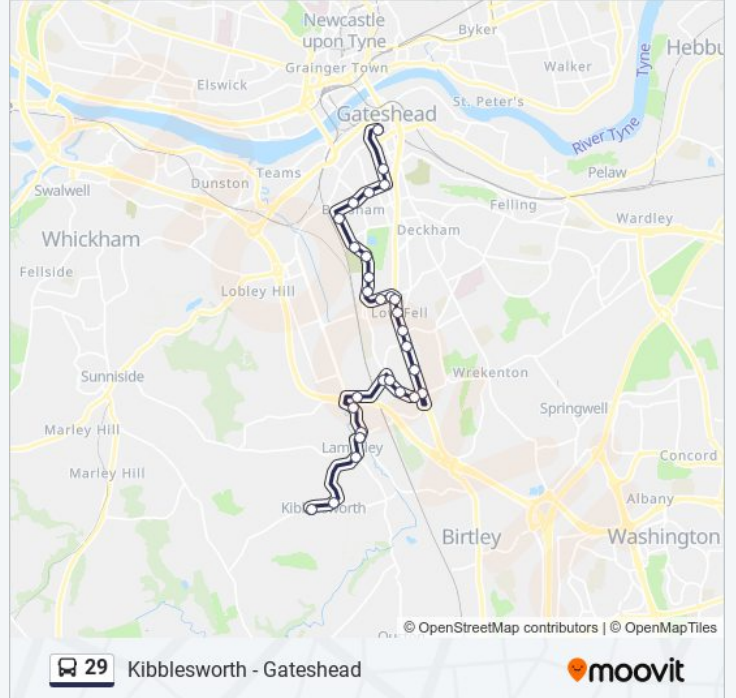 Newcastle
upon Tyne
Byker
Hebbu
Grainger Town
Walker
Tyne
Elswick
St. Peter's
Gateshead
River Tyne
Teams
Dunston
Pelaw
Swalwell
Felling
Wardley
Deckham
Whickham
Fellside
Lobley Hill
Low Fell
Sunniside
Wrekenton
Springwell
Marley Hill
Concord
Marley Hill
Albany
Birtley
Washington
© OpenStreetMap contributors | © OpenMapTiles
29 Kibblesworth - Gateshead
moovit